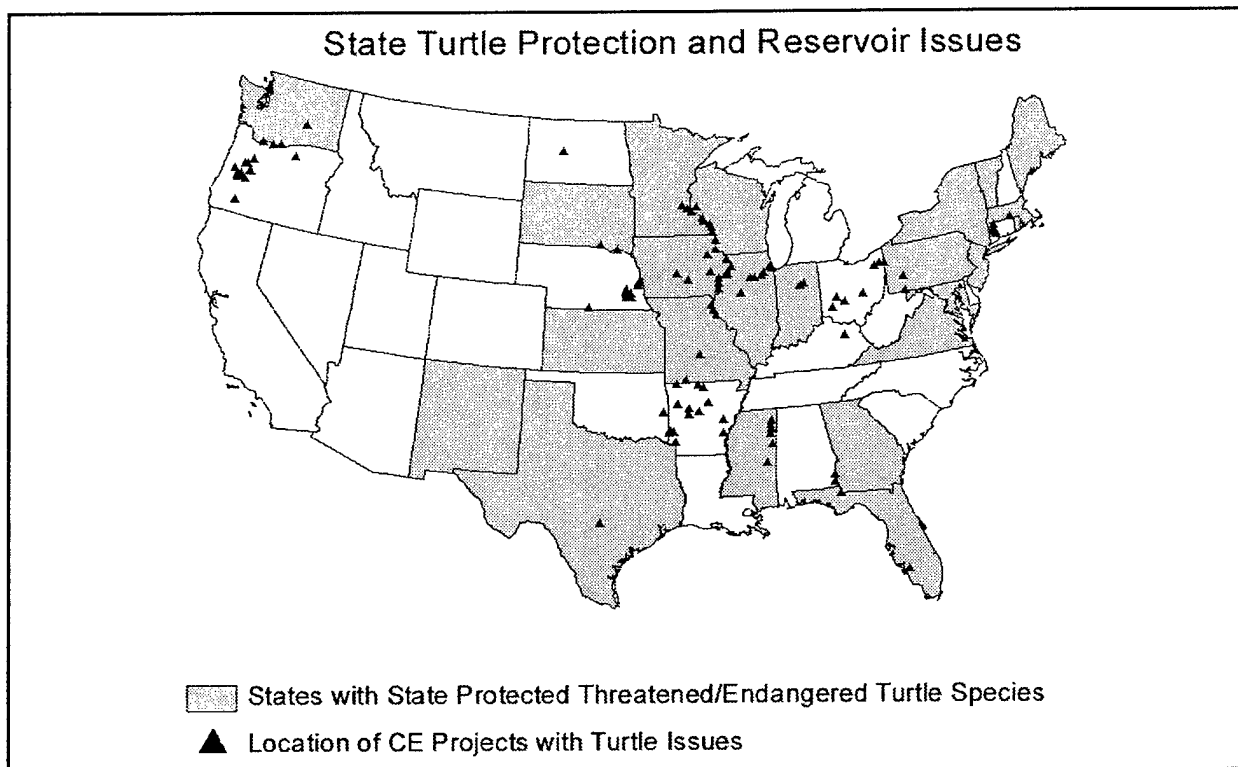 State Turtle Protection and Reservoir Issues
States with State Protected Threatened/Endangered Turtle Species
Location of CE Projects with Turtle Issues